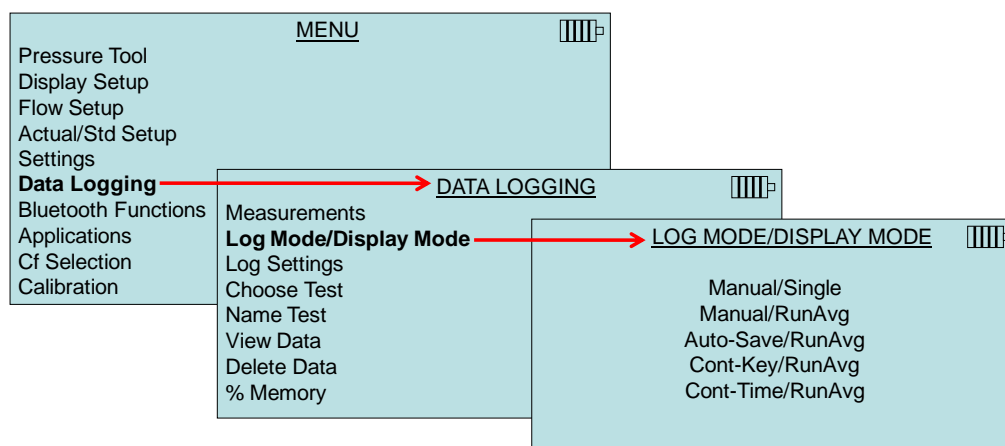 MENU
Pressure Tool
Display Setup
Flow Setup
Actual/Std Setup
Settings
Data Logging
Bluetooth Functions
Applications
Cf Selection
Calibration
DATA LOGGING
Measurements
Log Mode/Display Mode
Log Settings
Choose Test
Name Test
View Data
Delete Data
% Memory
LOG MODE/DISPLAY MODE
Manual/Single
Manual/RunAvg
Auto-Save/RunAvg
Cont-Key/RunAvg
Cont-Time/RunAvg